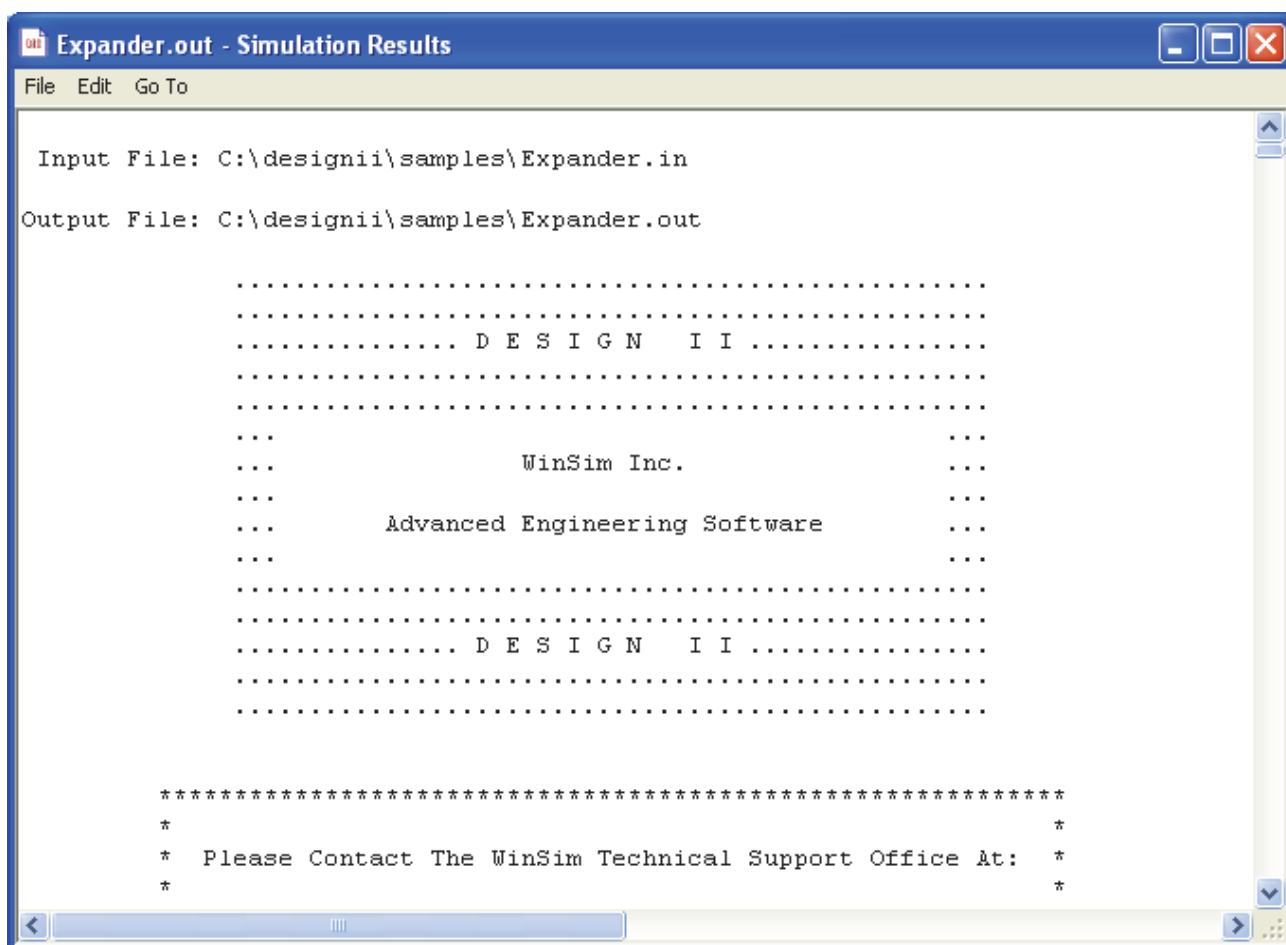 Expander.out - Simulation Results
File Edit Go To
Input File: C:\designii\samples\Expander.in
Output File: C:\designii\samples\Expander.out
..................................................
..................................................
............... D E S I G N   I I ................
..................................................
..................................................
... ...
... WinSim Inc. ...
... ...
... Advanced Engineering Software ...
... ...
..................................................
..................................................
............... D E S I G N   I I ................
..................................................
..................................................
************************************************************
* *
* Please Contact The WinSim Technical Support Office At: *
* *